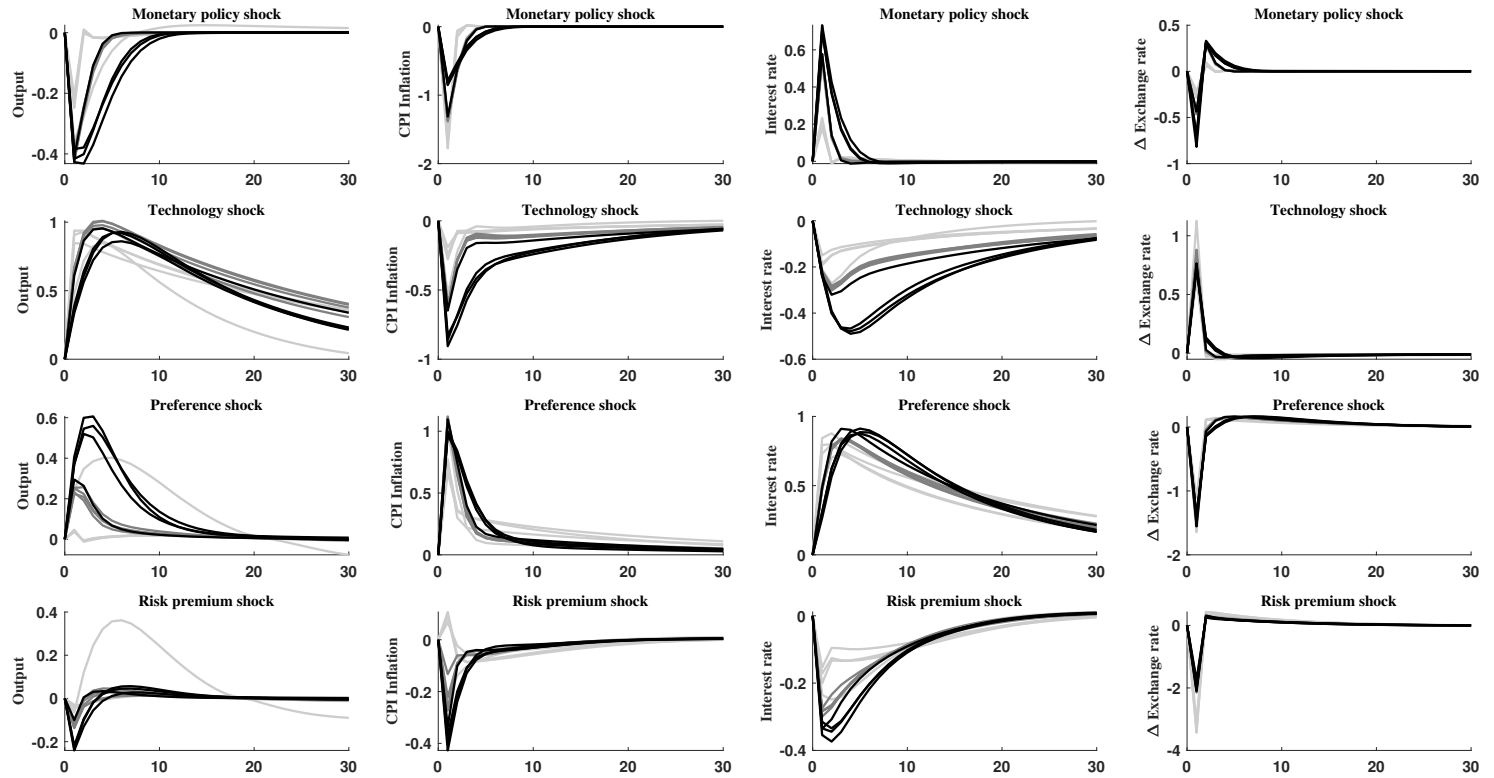 Monetary policy shock
Output
0
-0.2
-0.4
0 10 20 30
Monetary policy shock
CPI Inflation
0
-1
-2
0 10 20 30
Monetary policy shock
Interest rate
0.6
0.4
0.2
0
0 10 20 30
Monetary policy shock
Δ Exchange rate
0.5
0
-0.5
-1
0 10 20 30
Technology shock
Output
1
0.5
0
0 10 20 30
Technology shock
CPI Inflation
0
-0.5
-1
0 10 20 30
Technology shock
Interest rate
0
-0.2
-0.4
-0.6
0 10 20 30
Technology shock
Δ Exchange rate
1
0.5
0
0 10 20 30
Preference shock
Output
0.6
0.4
0.2
0
0 10 20 30
Preference shock
CPI Inflation
1
0.5
0
0 10 20 30
Preference shock
Interest rate
1
0.5
0
0 10 20 30
Preference shock
Δ Exchange rate
0
-1
-2
0 10 20 30
Risk premium shock
Output
0.4
0.2
0
-0.2
0 10 20 30
Risk premium shock
CPI Inflation
0
-0.2
-0.4
0 10 20 30
Risk premium shock
Interest rate
0
-0.2
-0.4
0 10 20 30
Risk premium shock
Δ Exchange rate
0
-2
-4
0 10 20 30